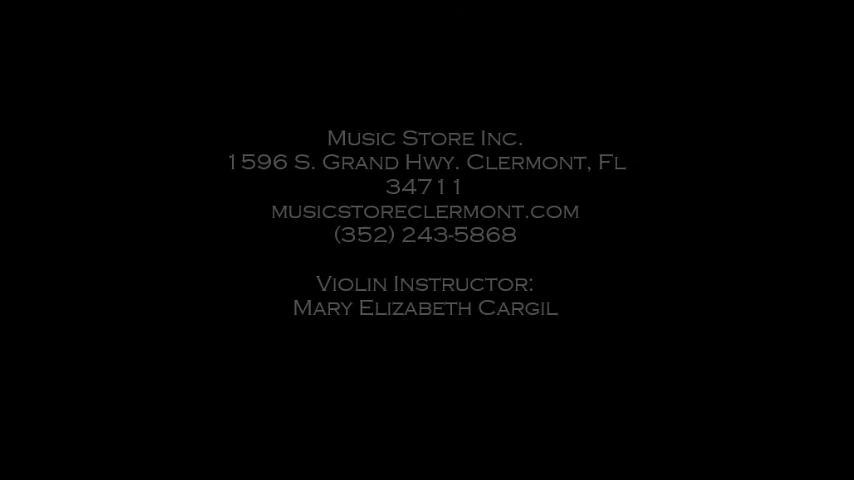 Music Store Inc.
1596 S. Grand Hwy. Clermont, Fl
34711
musicstoreclermont.com
(352) 243-5868
Violin Instructor:
Mary Elizabeth Cargil